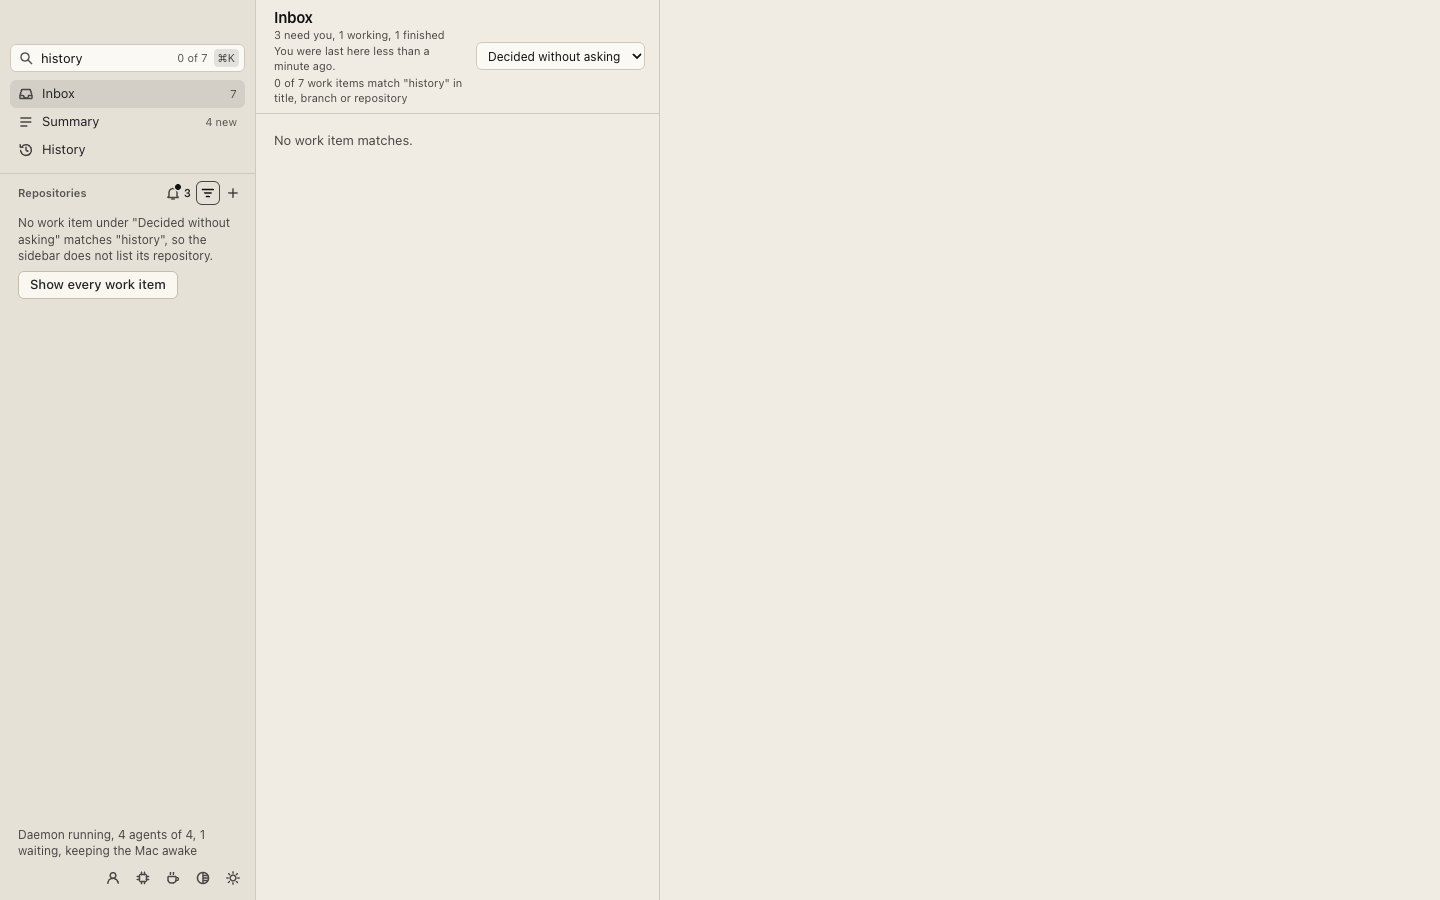 history
0 of 7
⌘K
Inbox
7
Summary
4 new
History
Repositories
3
No work item under "Decided without
asking" matches "history", so the
sidebar does not list its repository.
Show every work item
Daemon running, 4 agents of 4, 1
waiting, keeping the Mac awake
Inbox
3 need you, 1 working, 1 finished
You were last here less than a
minute ago.
0 of 7 work items match "history" in
title, branch or repository
Decided without asking
No work item matches.